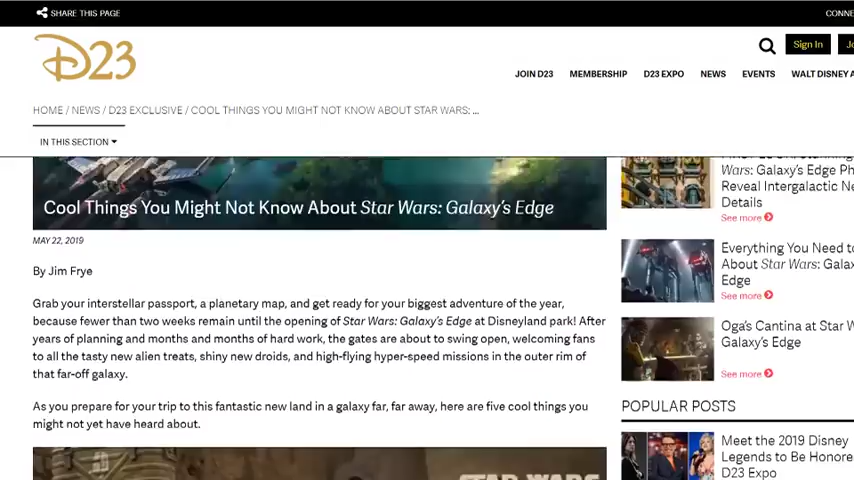 SHARE THIS PAGE
CONNE
D23
Sign In
Jo
JOIN D23
MEMBERSHIP
D23 EXPO
NEWS
EVENTS
WALT DISNEY A
HOME / NEWS / D23 EXCLUSIVE / COOL THINGS YOU MIGHT NOT KNOW ABOUT STAR WARS: ...
IN THIS SECTION
Cool Things You Might Not Know About Star Wars: Galaxy's Edge
MAY 22, 2019
By Jim Frye
Grab your interstellar passport, a planetary map, and get ready for your biggest adventure of the year,
because fewer than two weeks remain until the opening of Star Wars: Galaxy's Edge at Disneyland park! After
years of planning and months and months of hard work, the gates are about to swing open, welcoming fans
to all the tasty new alien treats, shiny new droids, and high-flying hyper-speed missions in the outer rim of
that far-off galaxy.
As you prepare for your trip to this fantastic new land in a galaxy far, far away, here are five cool things you
might not yet have heard about.
STAR WARS
Wars: Galaxy's Edge Ph
Reveal Intergalactic Ne
Details
See more
Everything You Need to
About Star Wars: Galax
Edge
See more
Oga's Cantina at Star W
Galaxy's Edge
See more
POPULAR POSTS
Meet the 2019 Disney
Legends to Be Honore
D23 Expo